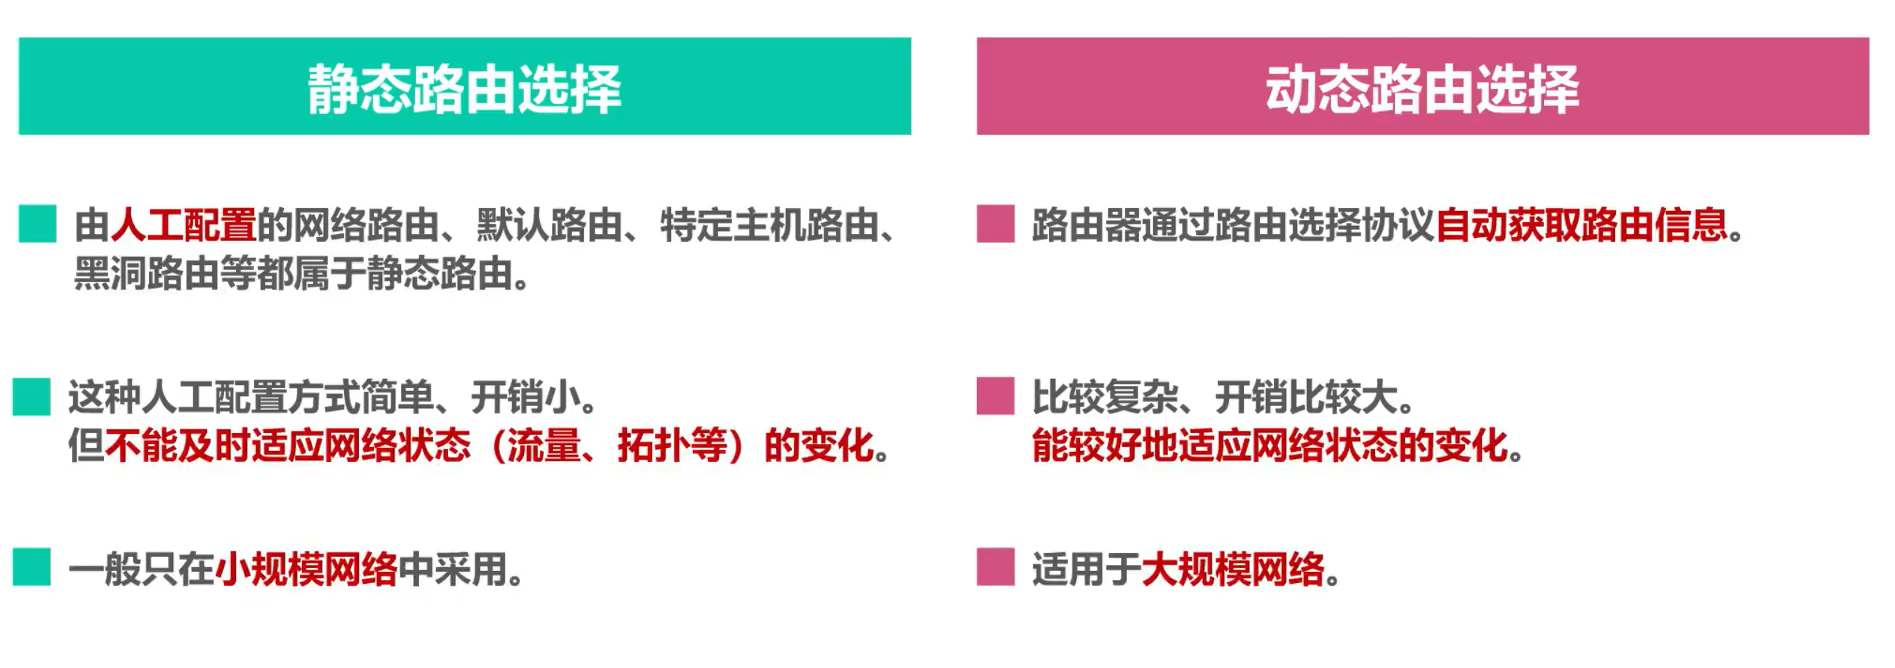 静态路由选择
由人工配置的网络路由、默认路由、特定主机路由、
黑洞路由等都属于静态路由。
这种人工配置方式简单、开销小。
但不能及时适应网络状态（流量、拓扑等）的变化。
一般只在小规模网络中采用。
动态路由选择
路由器通过路由选择协议自动获取路由信息。
比较复杂、开销比较大。
能较好地适应网络状态的变化。
适用于大规模网络。